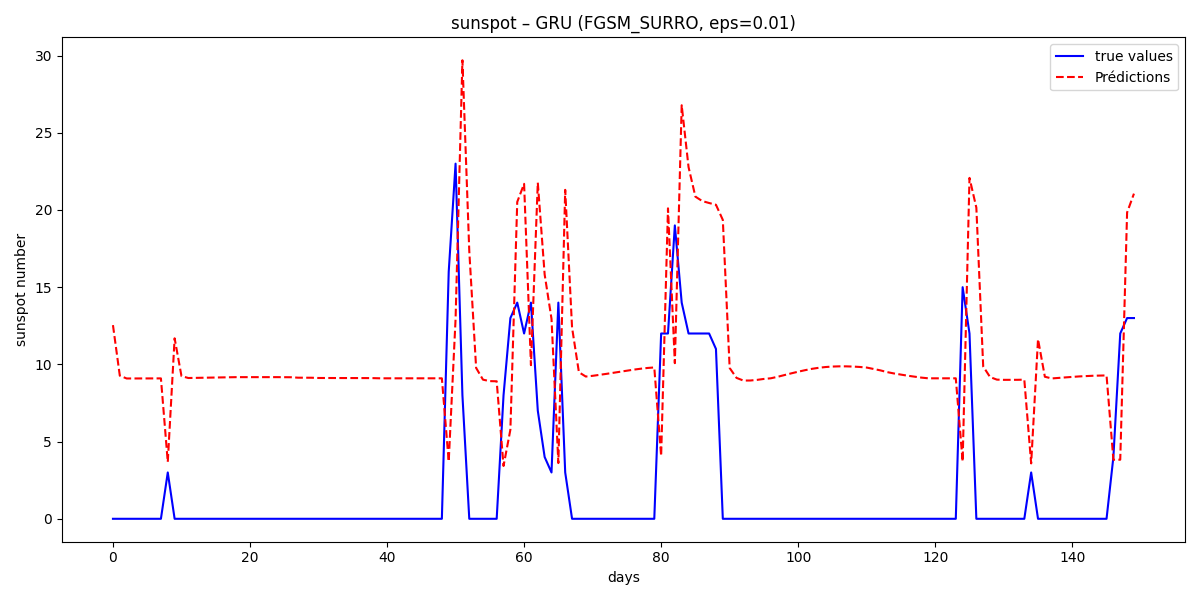 sunspot – GRU (FGSM_SURRO, eps=0.01)
true values
Prédictions
sunspot number
30
25
20
15
10
5
0
0 20 40 60 80 100 120 140
days